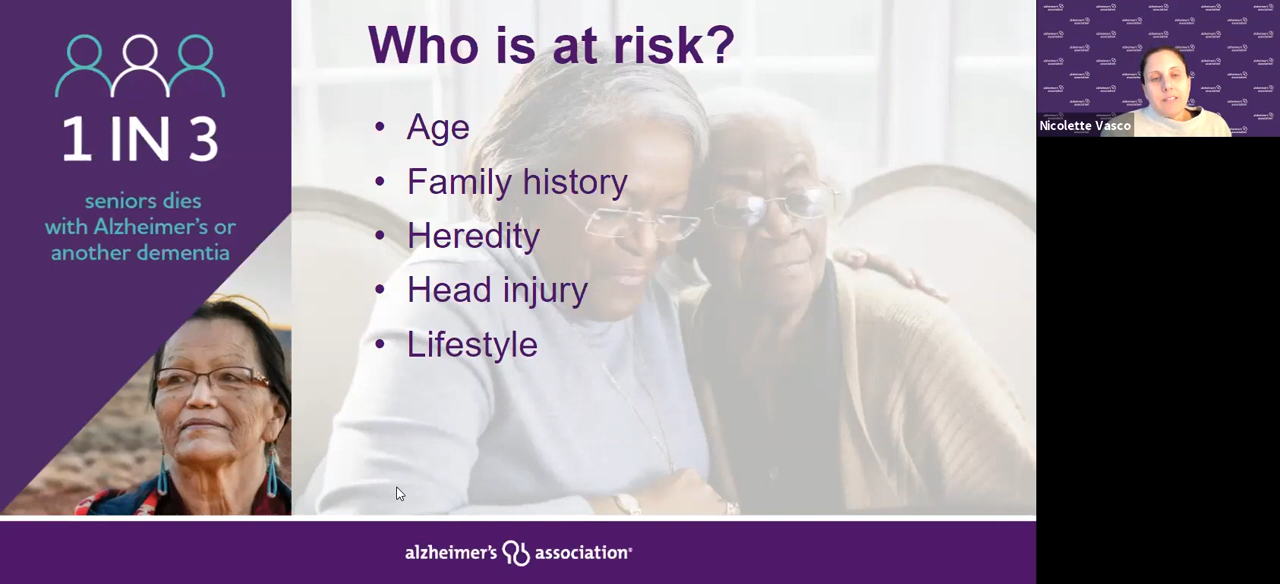 1 IN 3
seniors dies
with Alzheimer's or
another dementia
Who is at risk?
• Age
• Family history
• Heredity
• Head injury
• Lifestyle
alzheimer's association®
Nicolette Vasco